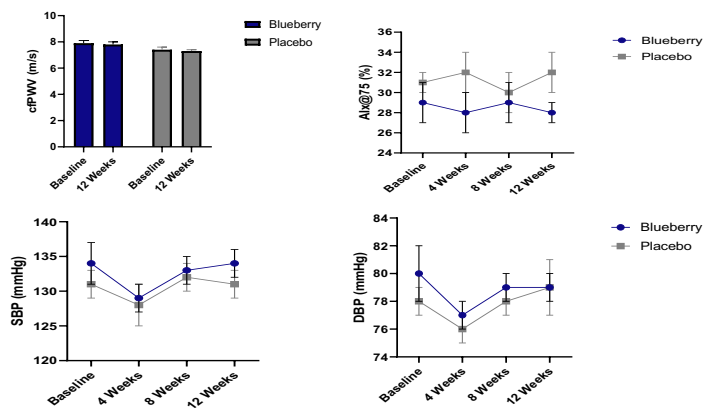 10
8
6
4
2
0
cfPWV (m/s)
Baseline
12 Weeks
Baseline
12 Weeks
Blueberry
Placebo
36
34
32
30
28
26
24
AIx@75 (%)
Baseline
4 Weeks
8 Weeks
12 Weeks
Blueberry
Placebo
140
135
130
125
120
SBP (mmHg)
Baseline
4 Weeks
8 Weeks
12 Weeks
84
82
80
78
76
74
DBP (mmHg)
Baseline
4 Weeks
8 Weeks
12 Weeks
Blueberry
Placebo